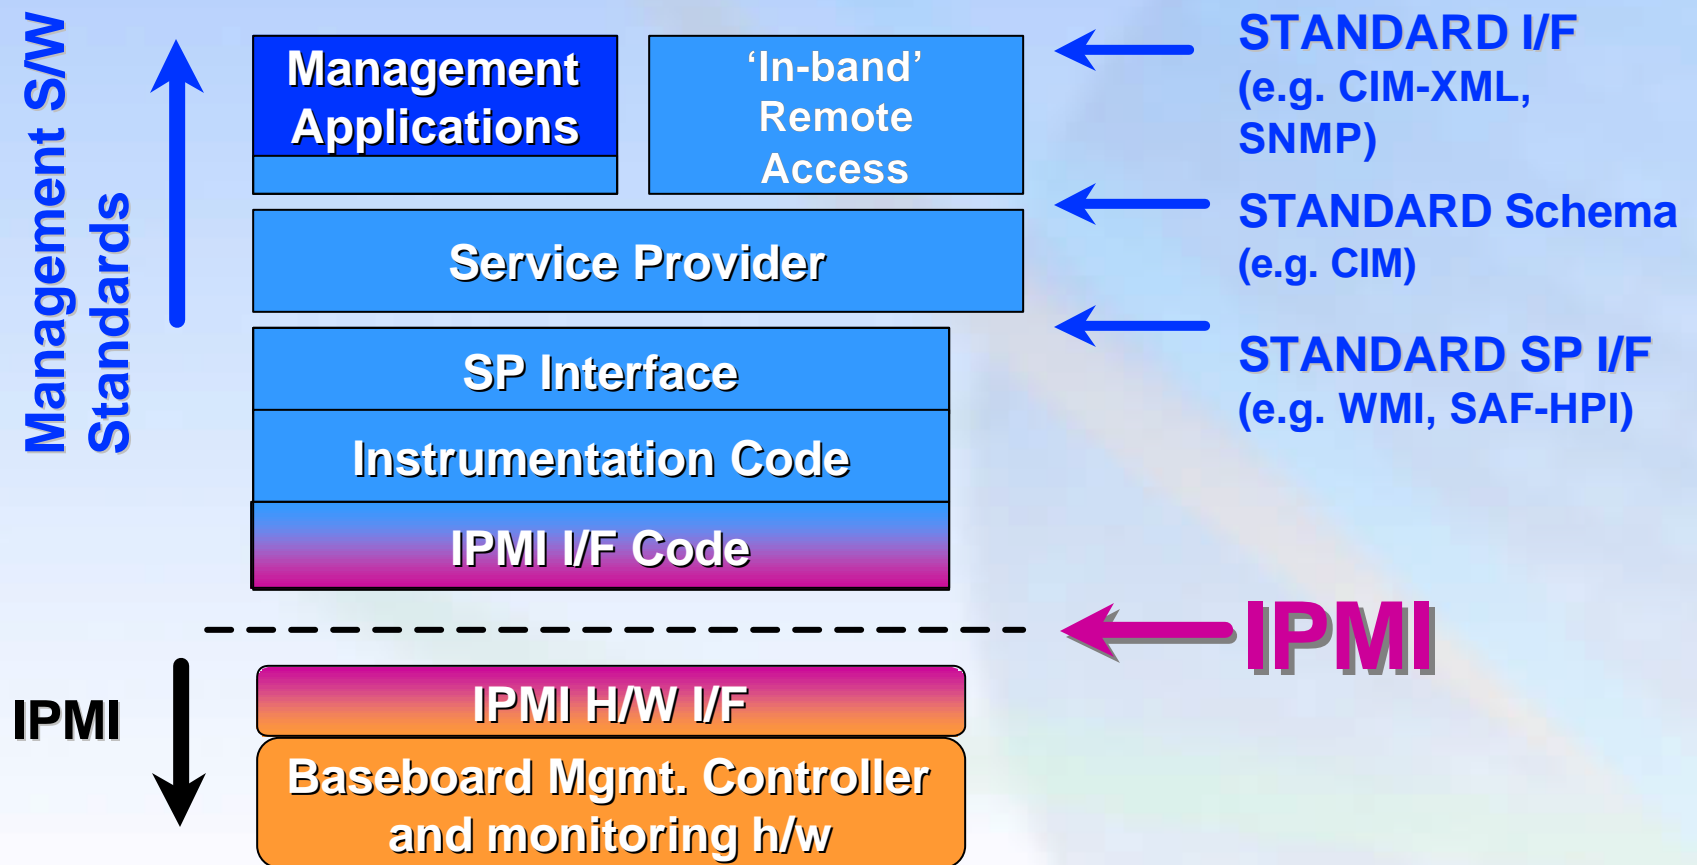 Management S/W
Standards
Management
Applications
‘In-band’
Remote
Access
Service Provider
SP Interface
Instrumentation Code
IPMI I/F Code
STANDARD I/F
(e.g. CIM-XML,
SNMP)
STANDARD Schema
(e.g. CIM)
STANDARD SP I/F
(e.g. WMI, SAF-HPI)
IPMI
IPMI
IPMI H/W I/F
Baseboard Mgmt. Controller
and monitoring h/w